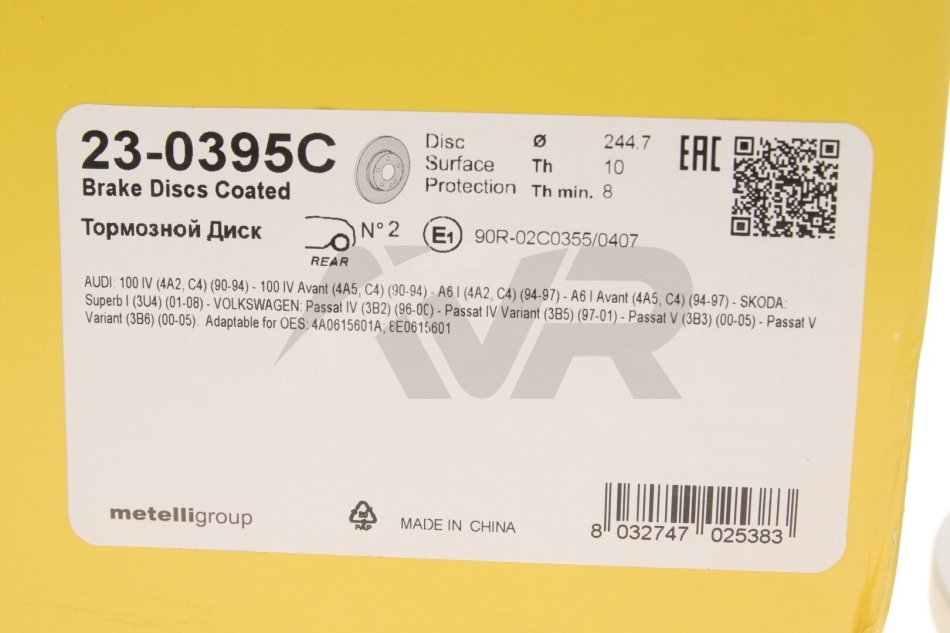 23-0395C
Brake Discs Coated
Тормозной Диск
REAR
N° 2
Disc Ø 244.7
Surface Th 10
Protection Th min. 8
E1
90R-02C0355/0407
EAC
AUDI: 100 IV (4A2, C4) (90-94) - 100 IV Avant (4A5, C4) (90-94) - A6 I (4A2, C4) (94-97) - A6 I Avant (4A5, C4) (94-97) - SKODA:
Superb I (3U4) (01-08) - VOLKSWAGEN: Passat IV (3B2) (96-00) - Passat IV Variant (3B5) (97-01) - Passat V (3B3) (00-05) - Passat V
Variant (3B6) (00-05). Adaptable for OES: 4A0615601A; 8E0615601
AVR
metelligroup
PAP
MADE IN CHINA
8 032747 025383